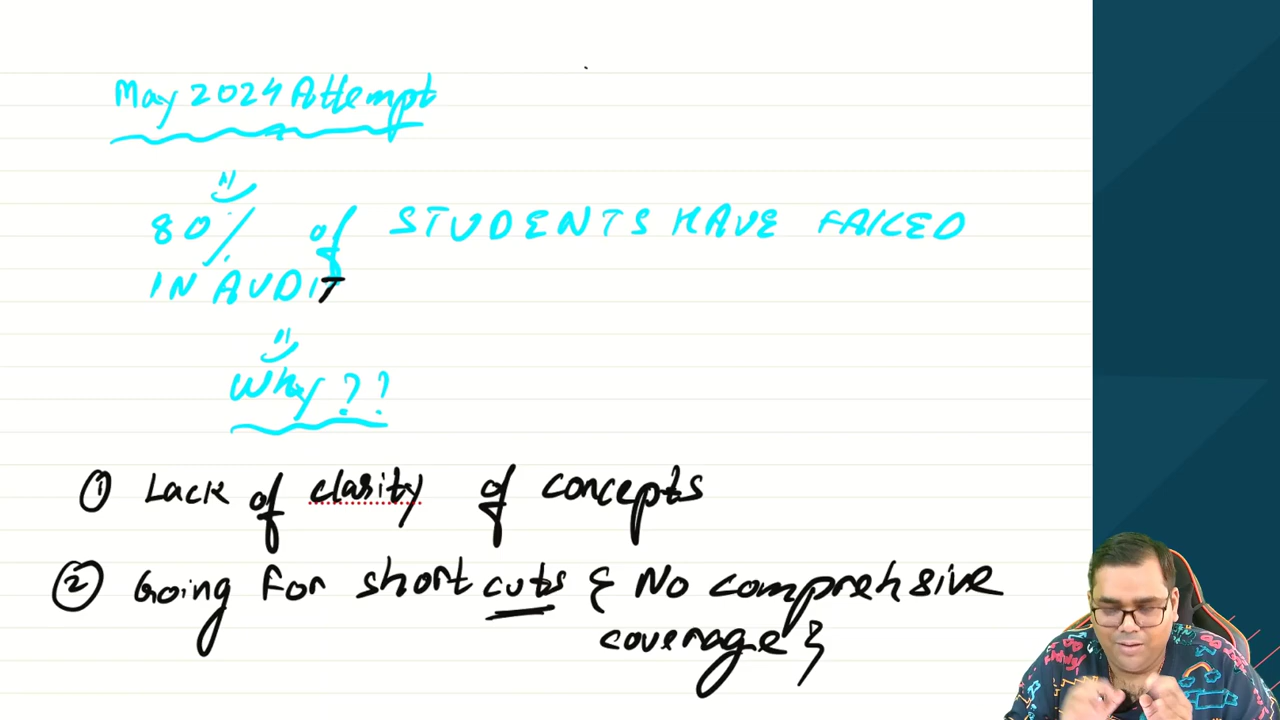 May 2024 Attempt
80% of STUDENTS HAVE FAILED
IN AUDIT
Why ??
① Lack of clarity of concepts
② Going for short cuts { No comprehensive
coverage }